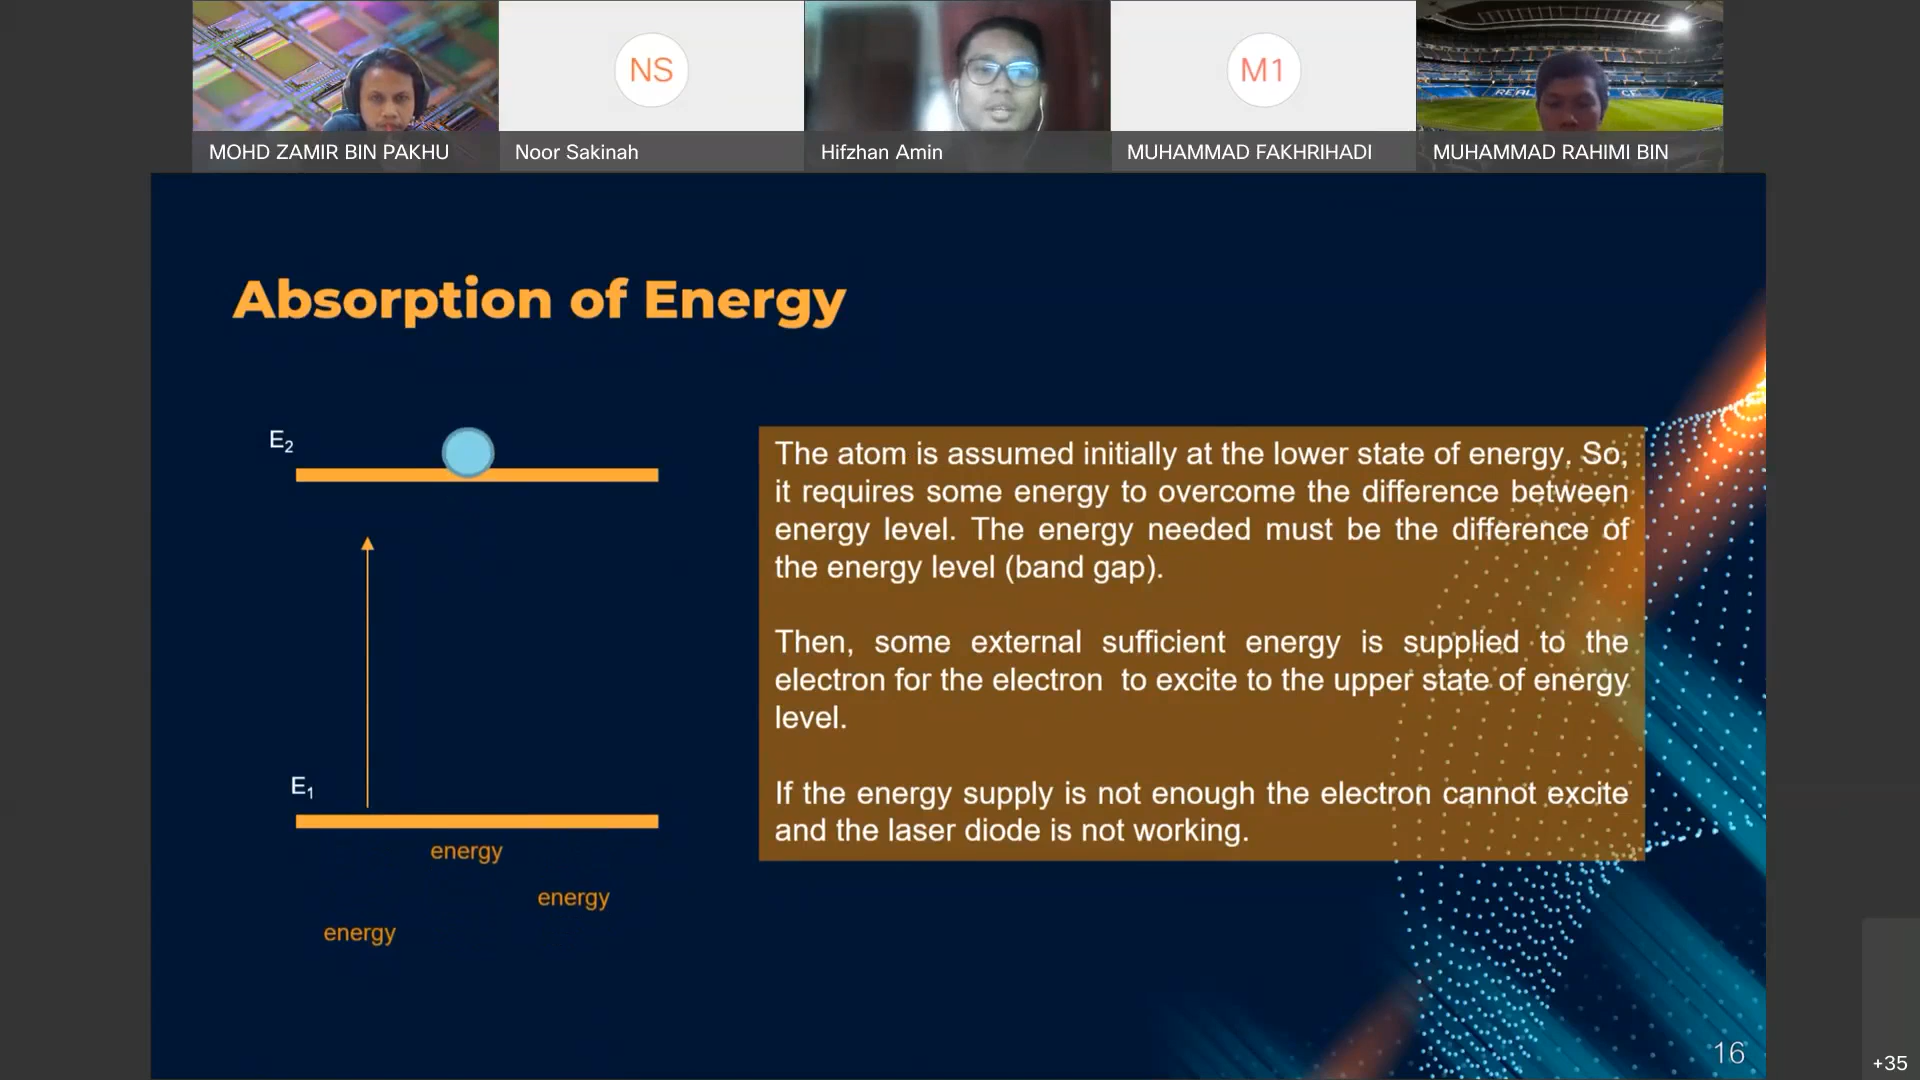 NS
M1
REAL
CF
MOHD ZAMIR BIN PAKHU
Noor Sakinah
Hifzhan Amin
MUHAMMAD FAKHRIHADI
MUHAMMAD RAHIMI BIN
Absorption of Energy
E2
E1
energy
energy
energy
The atom is assumed initially at the lower state of energy. So,
it requires some energy to overcome the difference between
energy level. The energy needed must be the difference of
the energy level (band gap).
Then, some external sufficient energy is supplied to the
electron for the electron to excite to the upper state of energy
level.
If the energy supply is not enough the electron cannot excite
and the laser diode is not working.
16
+35